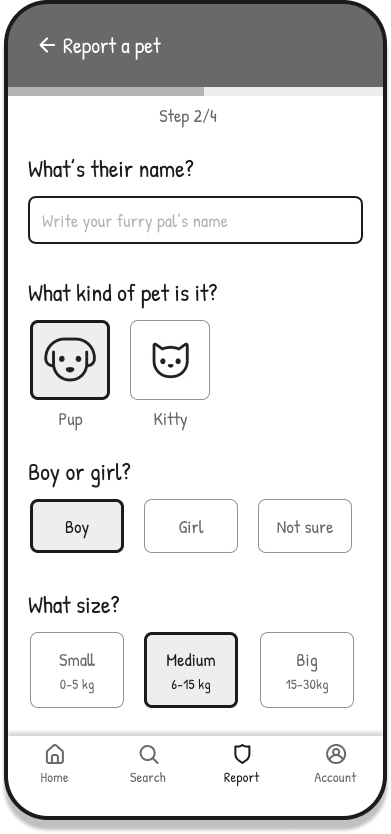 Report a pet
Step 2/4
What's their name?
Write your furry pal's name
What kind of pet is it?
Pup Kitty
Boy or girl?
Boy Girl Not sure
What size?
Small Medium Big
0-5 kg 6-15 kg 15-30kg
Home Search Report Account